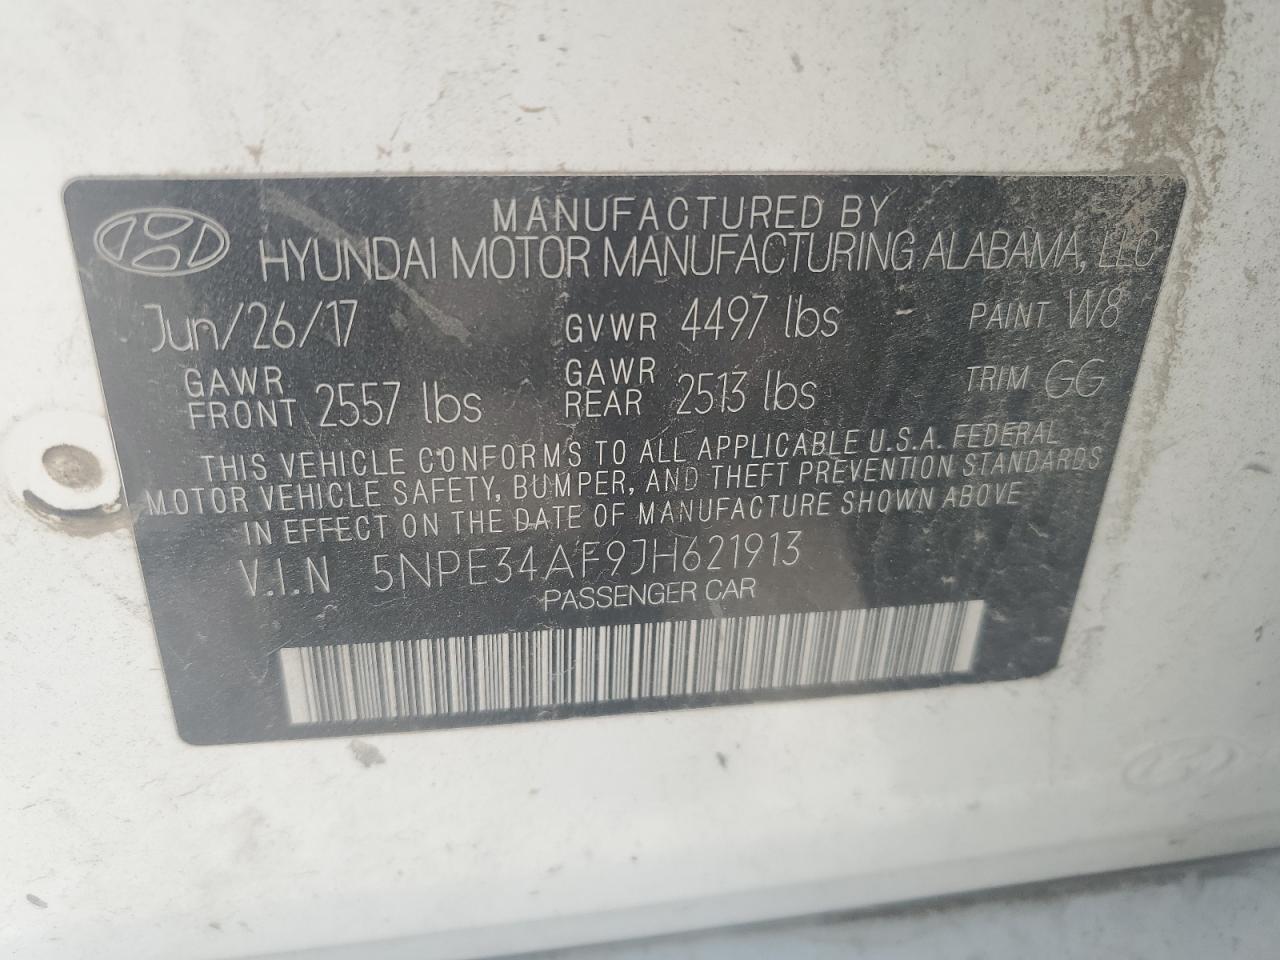 MANUFACTURED BY
HYUNDAI MOTOR MANUFACTURING ALABAMA, LLC
Jun/26/17 GVWR 4497 lbs PAINT W8
GAWR FRONT 2557 lbs GAWR REAR 2513 lbs TRIM GG
THIS VEHICLE CONFORMS TO ALL APPLICABLE U.S.A. FEDERAL
MOTOR VEHICLE SAFETY, BUMPER, AND THEFT PREVENTION STANDARDS
IN EFFECT ON THE DATE OF MANUFACTURE SHOWN ABOVE
V.I.N 5NPE34AF9JH621913
PASSENGER CAR